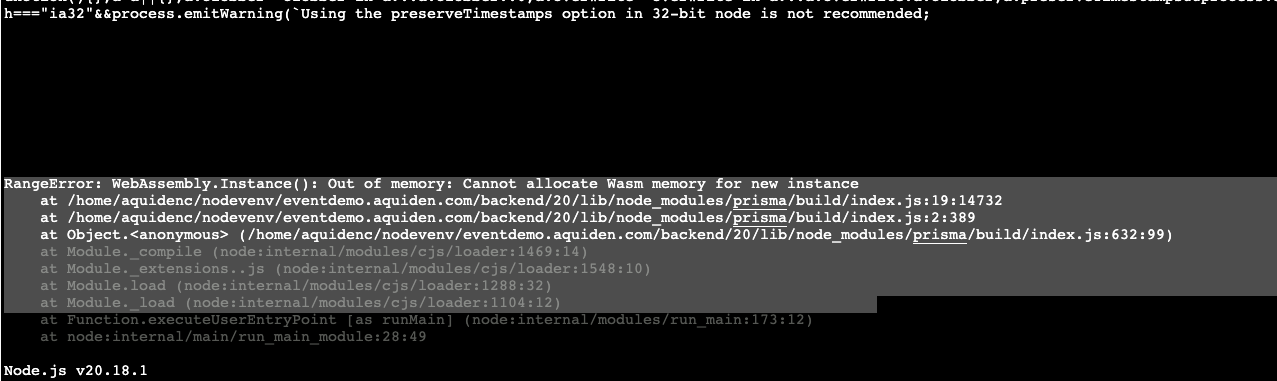 h==="ia32"&&process.emitWarning(`Using the preserveTimestamps option in 32-bit node is not recommended;
RangeError: WebAssembly.Instance(): Out of memory: Cannot allocate Wasm memory for new instance
    at /home/aquidenc/nodevenv/eventdemo.aquiden.com/backend/20/lib/node_modules/prisma/build/index.js:19:14732
    at /home/aquidenc/nodevenv/eventdemo.aquiden.com/backend/20/lib/node_modules/prisma/build/index.js:2:389
    at Object.<anonymous> (/home/aquidenc/nodevenv/eventdemo.aquiden.com/backend/20/lib/node_modules/prisma/build/index.js:632:99)
    at Module._compile (node:internal/modules/cjs/loader:1469:14)
    at Module._extensions..js (node:internal/modules/cjs/loader:1548:10)
    at Module.load (node:internal/modules/cjs/loader:1288:32)
    at Module._load (node:internal/modules/cjs/loader:1104:12)
    at Function.executeUserEntryPoint [as runMain] (node:internal/modules/run_main:173:12)
    at node:internal/main/run_main_module:28:49
Node.js v20.18.1